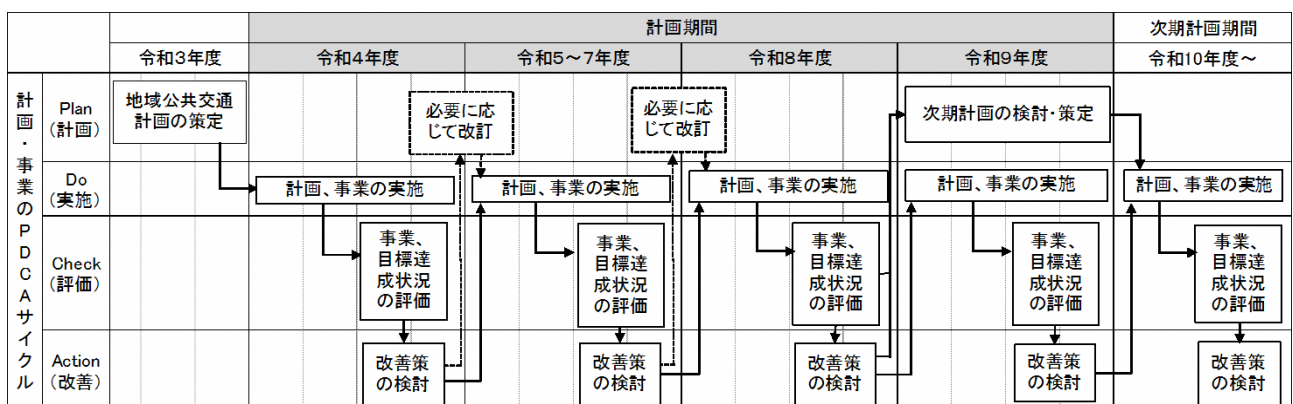 計画期間
次期計画期間
令和3年度
令和4年度
令和5～7年度
令和8年度
令和9年度
令和10年度～
計画・事業のPDCAサイクル
Plan
（計画）
地域公共交通
計画の策定
必要に応
じて改訂
必要に応
じて改訂
次期計画の検討・策定
Do
（実施）
計画、事業の実施
計画、事業の実施
計画、事業の実施
計画、事業の実施
計画、事業の実施
Check
（評価）
事業、
目標達
成状況
の評価
事業、
目標達
成状況
の評価
事業、
目標達
成状況
の評価
事業、
目標達
成状況
の評価
事業、
目標達
成状況
の評価
Action
（改善）
改善策
の検討
改善策
の検討
改善策
の検討
改善策
の検討
改善策
の検討